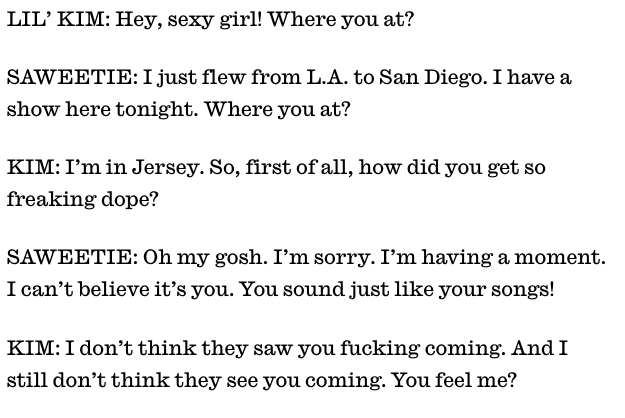 LIL’ KIM: Hey, sexy girl! Where you at?
SAWEETIE: I just flew from L.A. to San Diego. I have a
show here tonight. Where you at?
KIM: I’m in Jersey. So, first of all, how did you get so
freaking dope?
SAWEETIE: Oh my gosh. I’m sorry. I’m having a moment.
I can’t believe it’s you. You sound just like your songs!
KIM: I don’t think they saw you fucking coming. And I
still don’t think they see you coming. You feel me?